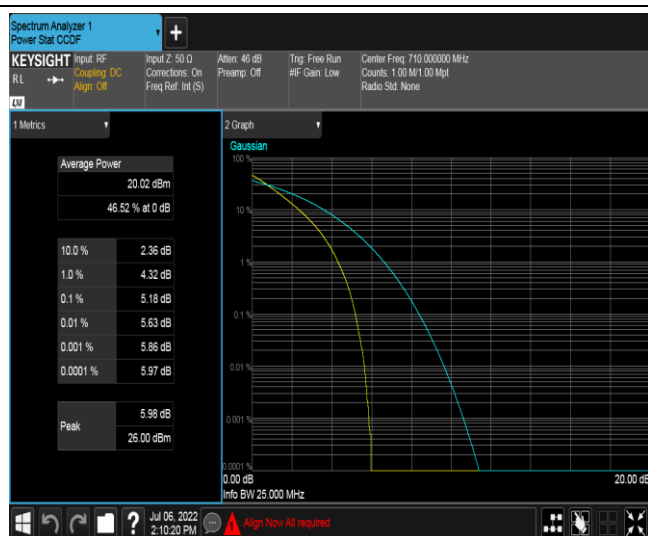 Spectrum Analyzer 1
Power Stat CCDF
+
KEYSIGHT Input: RF Input Z: 50 Ω Atten: 46 dB Trig: Free Run Center Freq: 710.000000 MHz
RL Coupling: DC Corrections: On Preamp: Off #IF Gain: Low Counts: 1.00 M/1.00 Mpt
Align: Off Freq Ref: Int (S) Radio Std: None
LXI
1 Metrics 2 Graph
Gaussian
Average Power
20.02 dBm
46.52 % at 0 dB
10.0 % 2.36 dB
1.0 % 4.32 dB
0.1 % 5.18 dB
0.01 % 5.63 dB
0.001 % 5.86 dB
0.0001 % 5.97 dB
Peak 5.98 dB
26.00 dBm
100 %
10 %
1 %
0.1 %
0.01 %
0.001 %
0.0001 %
0.00 dB 20.00 dB
Info BW 25.000 MHz
? Jul 06, 2022
2:10:20 PM
Align Now All required